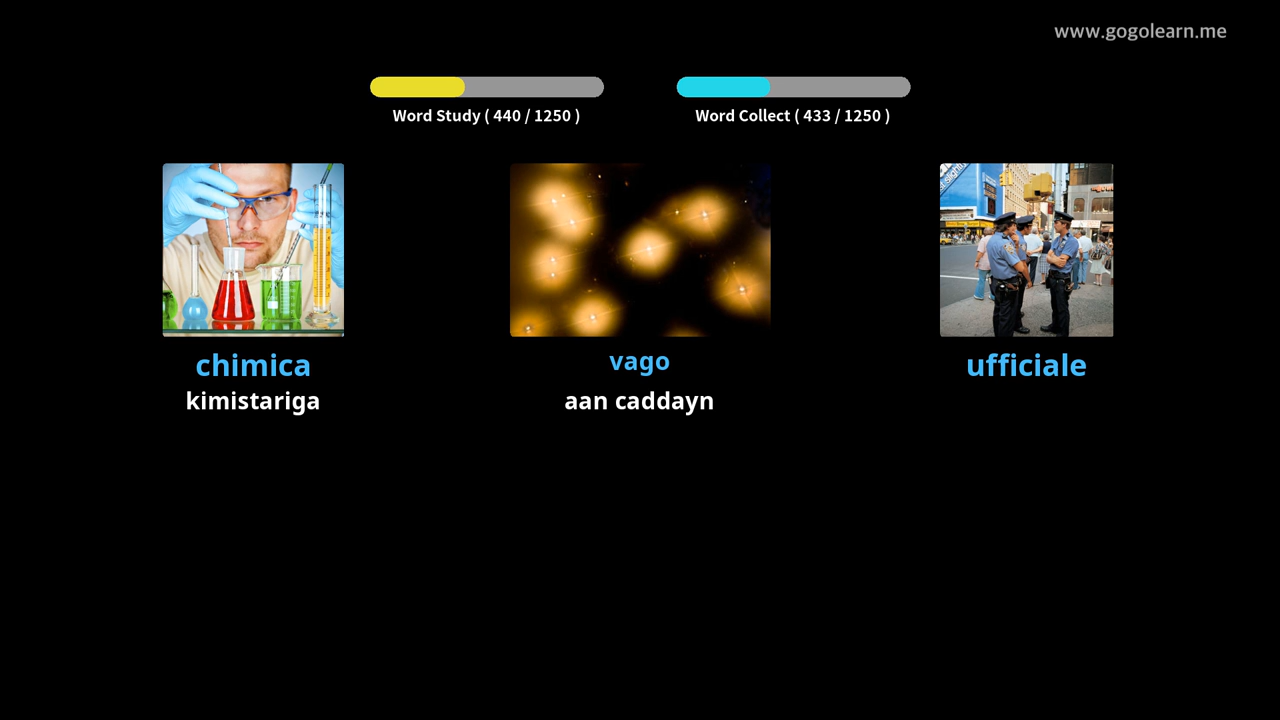 www.gogolearn.me
Word Study ( 440 / 1250 )
Word Collect ( 433 / 1250 )
chimica
kimistariga
vago
aan caddayn
ufficiale